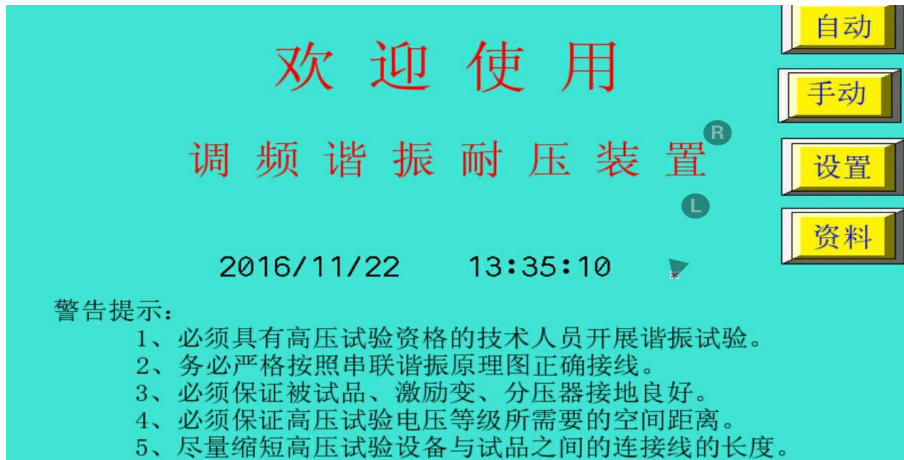 欢迎使用
自动
手动
调频谐振耐压装置
R
设置
L
资料
2016/11/22 13:35:10
警告提示:
1、必须具有高压试验资格的技术人员开展谐振试验。
2、务必严格按照串联谐振原理图正确接线。
3、必须保证被试品、激励变、分压器接地良好。
4、必须保证高压试验电压等级所需要的空间距离。
5、尽量缩短高压试验设备与试品之间的连接线的长度。